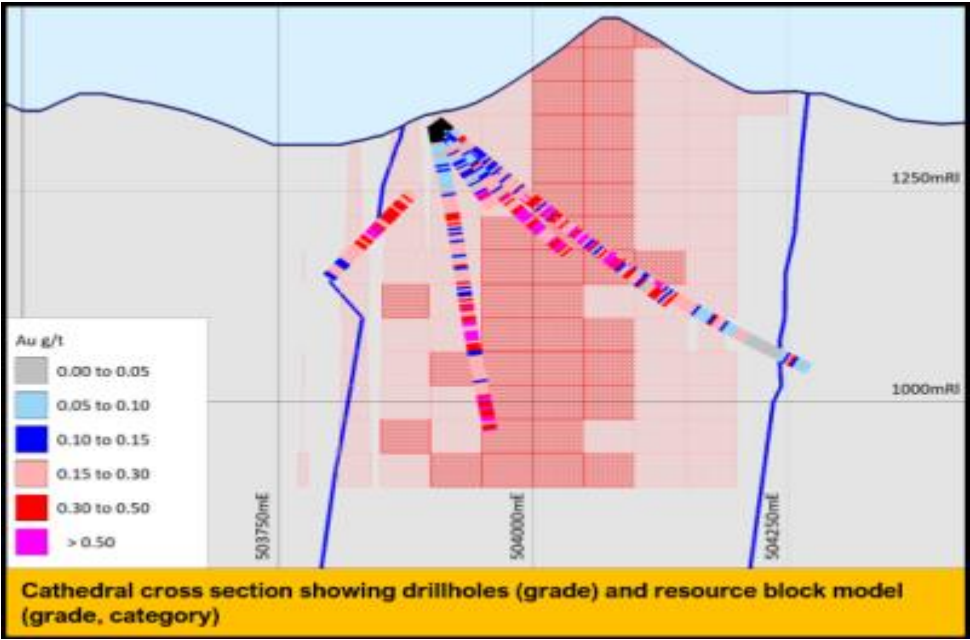 1250mRl
Au g/t
0.00 to 0.05
0.05 to 0.10
0.10 to 0.15
0.15 to 0.30
0.30 to 0.50
> 0.50
1000mRl
503750mE
504000mE
504250mE
Cathedral cross section showing drillholes (grade) and resource block model
(grade, category)